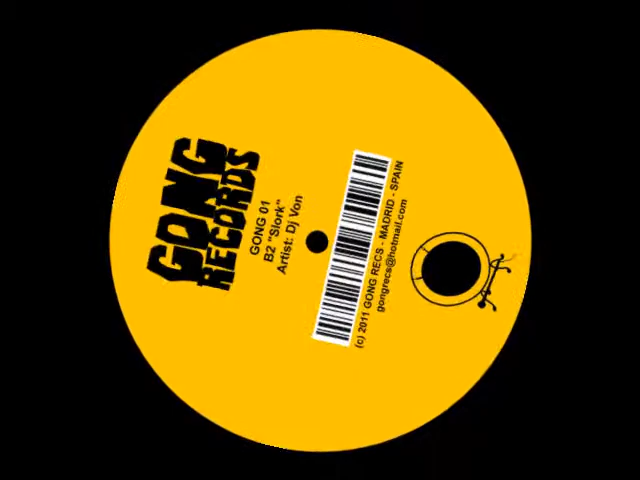 GONG
RECORDS
GONG 01
B2 "Slork"
Artist: Dj Von
(c) 2011 GONG RECS - MADRID - SPAIN
gongrecs@hotmail.com